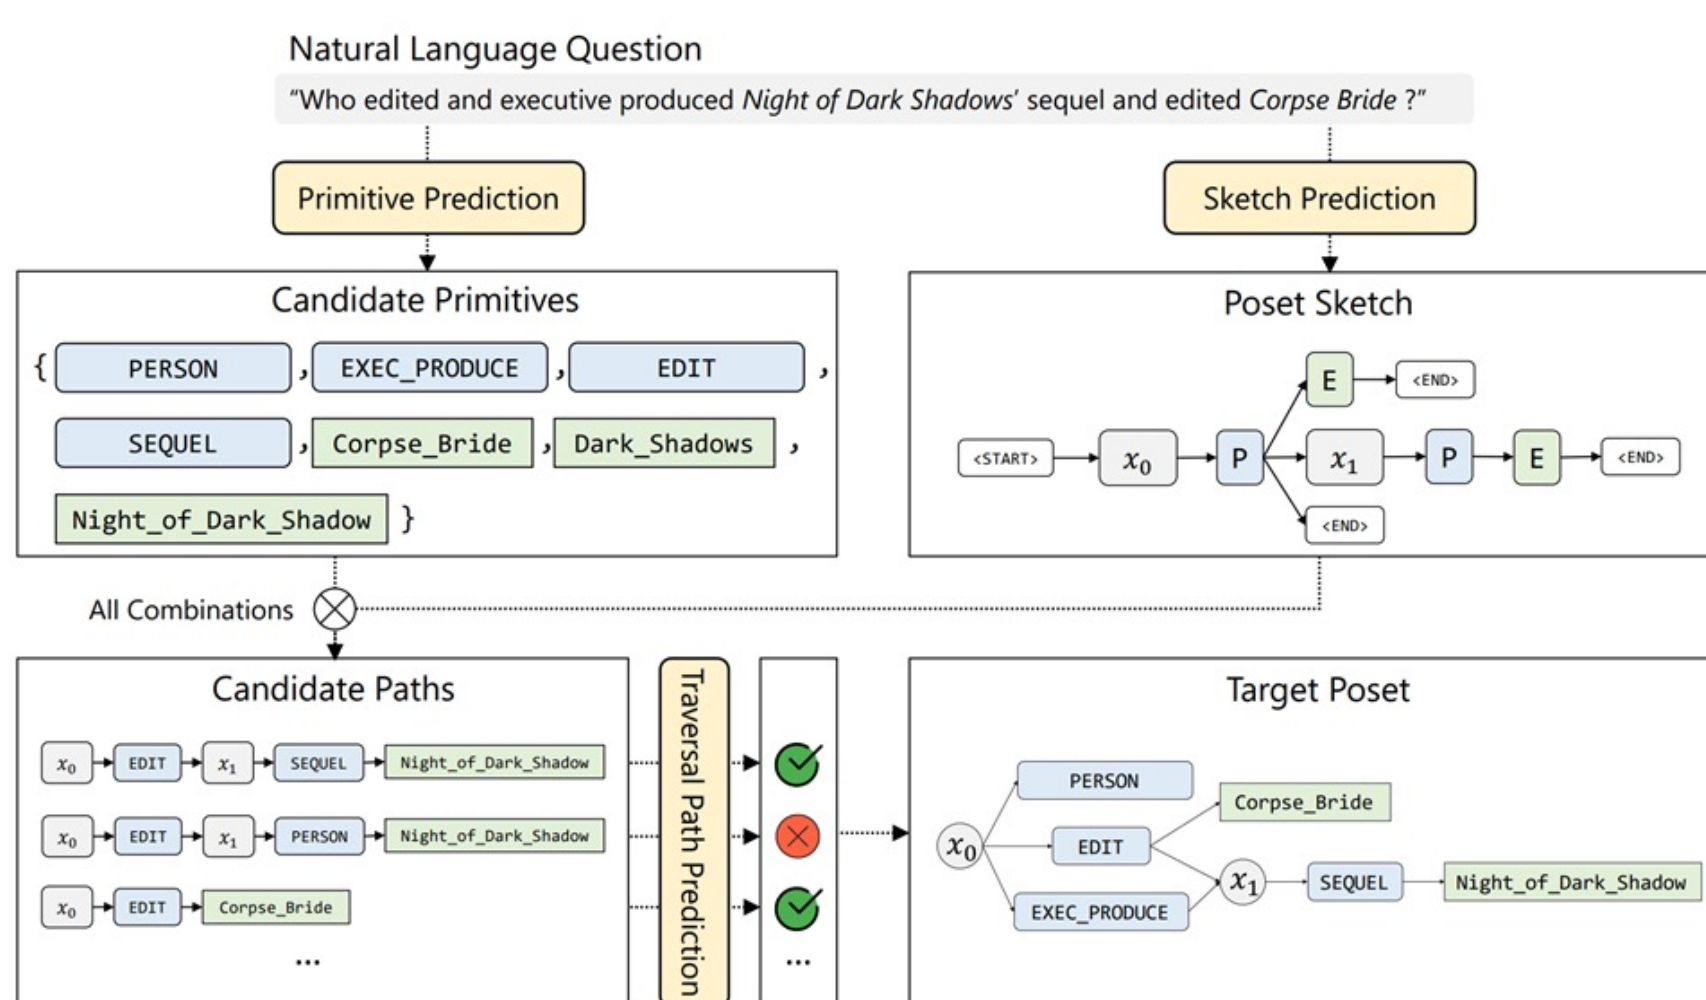 Natural Language Question
“Who edited and executive produced Night of Dark Shadows’ sequel and edited Corpse Bride ?”
Primitive Prediction
Sketch Prediction
Candidate Primitives
{ PERSON , EXEC_PRODUCE , EDIT ,
SEQUEL , Corpse_Bride , Dark_Shadows ,
Night_of_Dark_Shadow }
Poset Sketch
E <END>
<START> x₀ P x₁ P E <END>
<END>
All Combinations
Candidate Paths
x₀ EDIT x₁ SEQUEL Night_of_Dark_Shadow
x₀ EDIT x₁ PERSON Night_of_Dark_Shadow
x₀ EDIT Corpse_Bride
...
Traversal Path Prediction
...
Target Poset
PERSON
Corpse_Bride
x₀ EDIT
x₁ SEQUEL Night_of_Dark_Shadow
EXEC_PRODUCE